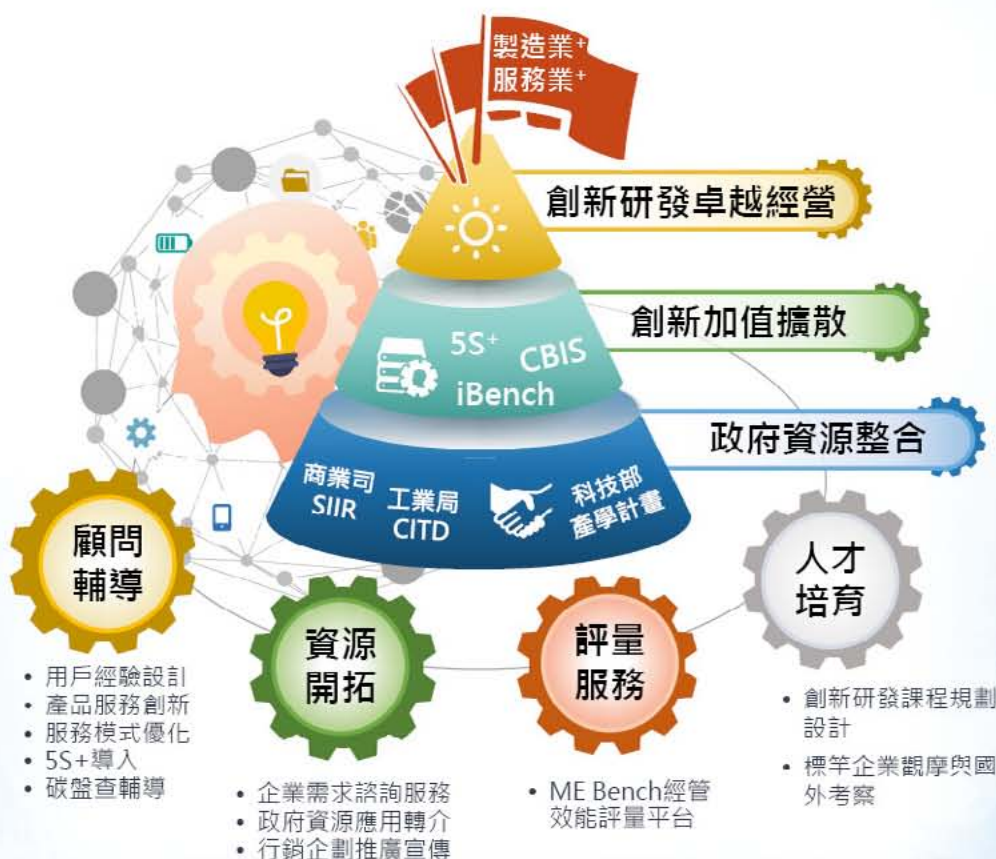 製造業+
服務業+
創新研發卓越經營
5S+
CBIS
iBench
創新加值擴散
政府資源整合
商業司
SIIR
工業局
CITD
科技部
產學計畫
顧問
輔導
• 用戶經驗設計
• 產品服務創新
• 服務模式優化
• 5S+導入
• 碳盤查輔導
資源
開拓
• 企業需求諮詢服務
• 政府資源應用轉介
• 行銷企劃推廣宣傳
評量
服務
• ME Bench經管
效能評量平台
人才
培育
• 創新研發課程規劃
設計
• 標竿企業觀摩與國
外考察